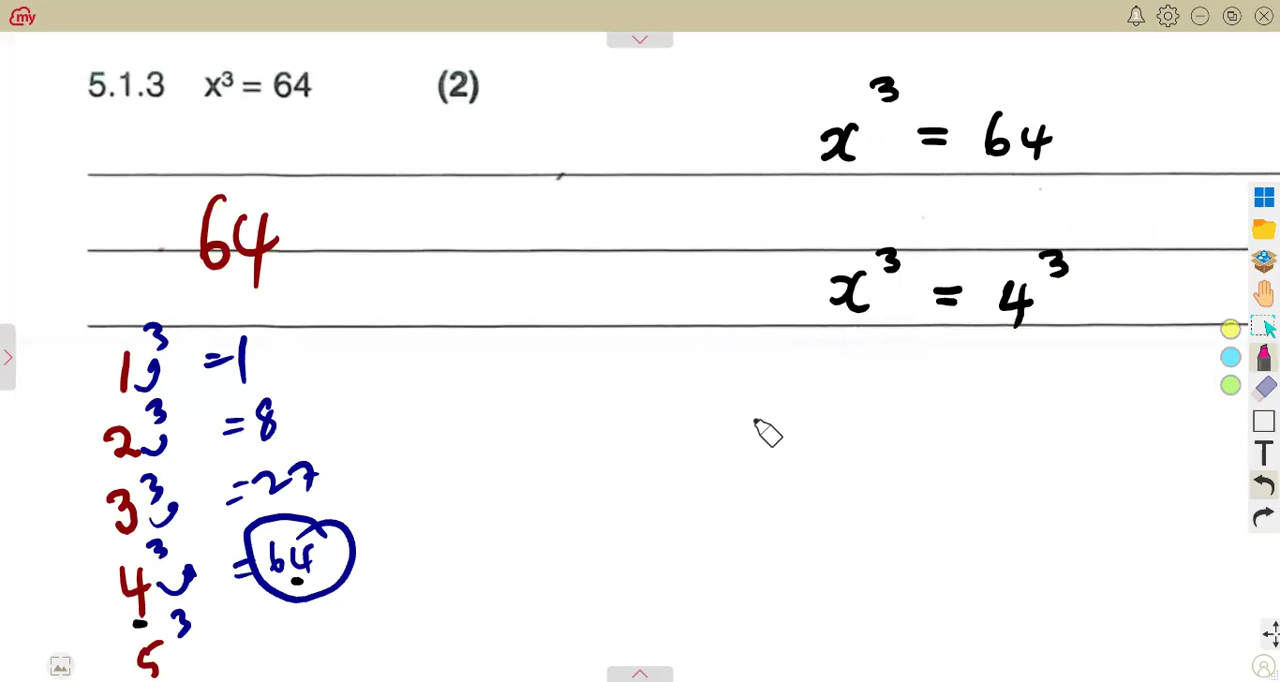 my
5.1.3 x³ = 64 (2)
x³ = 64
64
x³ = 4³
1³ = 1
2³ = 8
3³ = 27
4³ = 64
5³
T